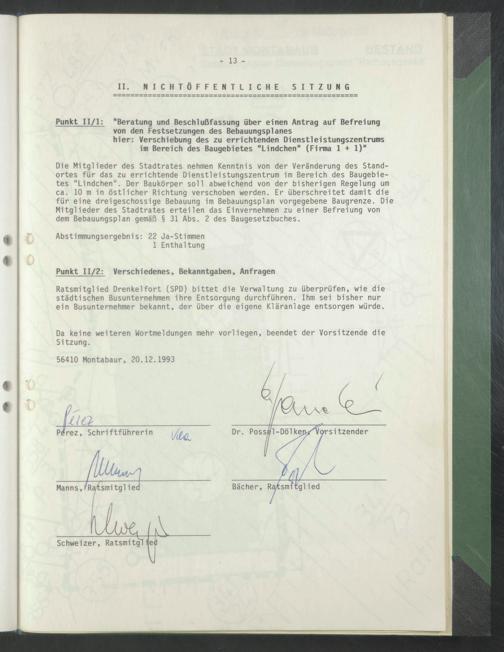 - 13 -
II. NICHTÖFFENTLICHE SITZUNG
Punkt II/1: "Beratung und Beschlußfassung über einen Antrag auf Befreiung
von den Festsetzungen des Bebauungsplanes
hier: Verschiebung des zu errichtenden Dienstleistungszentrums
im Bereich des Baugebietes "Lindchen" (Firma 1 + 1)"
Die Mitglieder des Stadtrates nehmen Kenntnis von der Veränderung des Stand-
ortes für das zu errichtende Dienstleistungszentrum im Bereich des Baugebie-
tes "Lindchen". Der Baukörper soll abweichend von der bisherigen Regelung um
ca. 10 m in östlicher Richtung verschoben werden. Er überschreitet damit die
für eine dreigeschossige Bebauung im Bebauungsplan vorgegebene Baugrenze. Die
Mitglieder des Stadtrates erteilen das Einvernehmen zu einer Befreiung von
dem Bebauungsplan gemäß § 31 Abs. 2 des Baugesetzbuches.
Abstimmungsergebnis: 22 Ja-Stimmen
1 Enthaltung
Punkt II/2: Verschiedenes, Bekanntgaben, Anfragen
Ratsmitglied Drenkelfort (SPD) bittet die Verwaltung zu überprüfen, wie die
städtischen Busunternehmen ihre Entsorgung durchführen. Ihm sei bisher nur
ein Busunternehmer bekannt, der über die eigene Kläranlage entsorgen würde.
Da keine weiteren Wortmeldungen mehr vorliegen, beendet der Vorsitzende die
Sitzung.
56410 Montabaur, 20.12.1993
Pérez
Pérez, Schriftführerin
Dr. Possel-Dölken, Vorsitzender
Manns, Ratsmitglied
Bächer, Ratsmitglied
Schweizer, Ratsmitglied